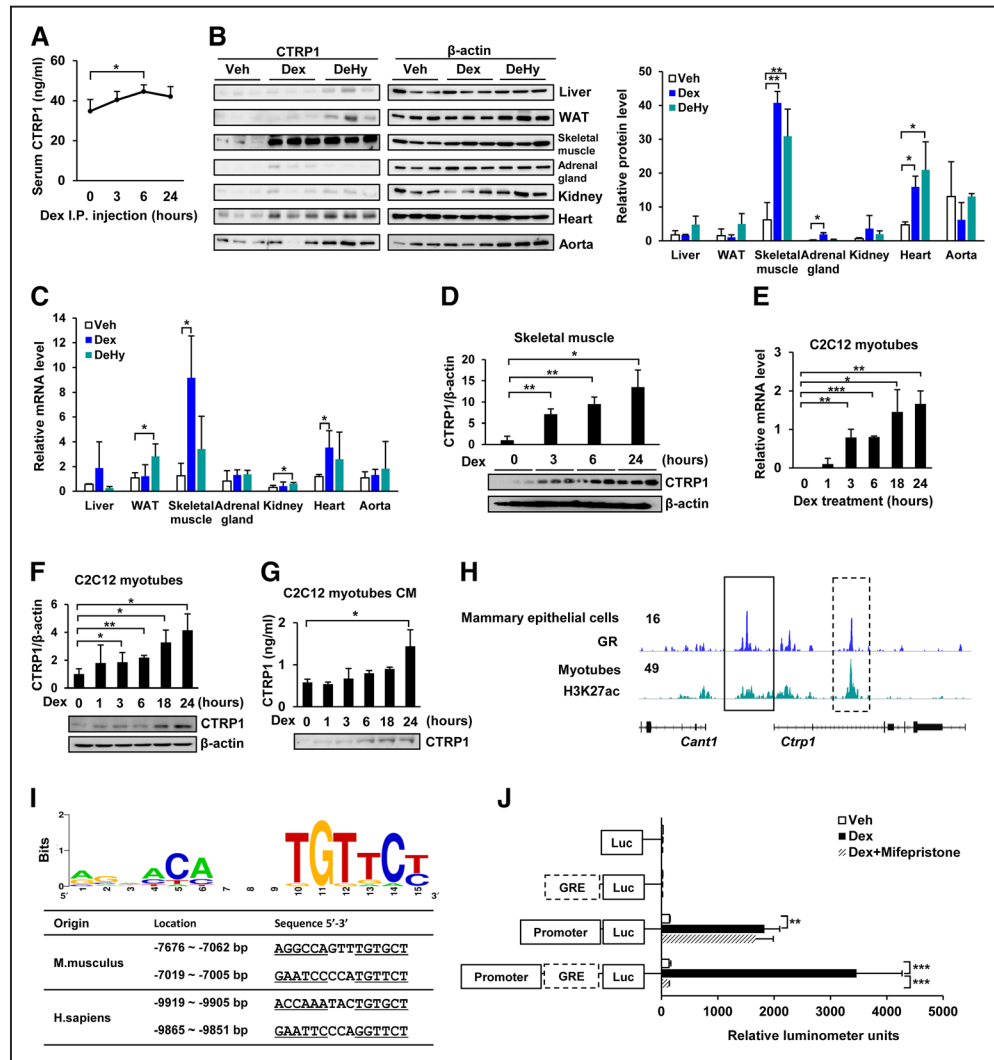 A
Serum CTRP1 (ng/ml)
60
40
20
0
*
0 3 6 24
Dex I.P. injection (hours)
B
CTRP1 β-actin
Veh Dex DeHy Veh Dex DeHy
Liver
WAT
Skeletal
muscle
Adrenal
gland
Kidney
Heart
Aorta
Relative protein level
50
40
30
20
10
0
Veh
Dex
DeHy
**
**
*
*
*
Liver WAT Skeletal Adrenal Kidney Heart Aorta
muscle gland
C
Relative mRNA level
14
12
10
8
6
4
2
0
Veh
Dex
DeHy
*
*
*
*
Liver WAT Skeletal Adrenal Kidney Heart Aorta
muscle gland
D
Skeletal muscle
CTRP1/β-actin
20
15
10
5
0
*
**
**
Dex 0 3 6 24 (hours)
CTRP1
β-actin
E
C2C12 myotubes
Relative mRNA level
3
2
1
0
**
*
***
**
0 1 3 6 18 24
Dex treatment (hours)
F
C2C12 myotubes
CTRP1/β-actin
6
4
2
0
*
*
**
*
Dex 0 1 3 6 18 24 (hours)
CTRP1
β-actin
G
C2C12 myotubes CM
CTRP1 (ng/ml)
2
1
1
0
*
Dex 0 1 3 6 18 24 (hours)
CTRP1
H
Mammary epithelial cells 16
GR
Myotubes 49
H3K27ac
Cant1 Ctrp1
I
Bits
2
1
0
5′ 1 2 3 4 5 6 7 8 9 10 11 12 13 14 15 3′
Origin Location Sequence 5′-3′
M.musculus
-7676 ~ -7062 bp AGGCCAGTTTGTGCT
-7019 ~ -7005 bp GAATCCCCATGTTCT
H.sapiens
-9919 ~ -9905 bp ACCAAATACTGTGCT
-9865 ~ -9851 bp GAATTCCCAGGTTCT
J
Veh
Dex
Dex+Mifepristone
Luc
GRE Luc
Promoter Luc
**
Promoter GRE Luc
***
***
0 1000 2000 3000 4000 5000
Relative luminometer units